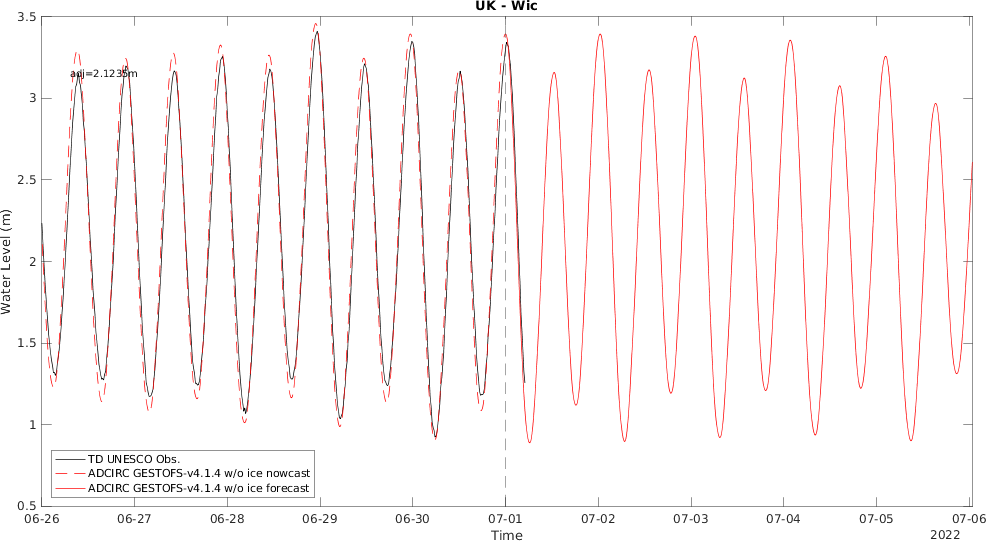 UK - Wic
3.5
adj=2.1235m
3
2.5
2
1.5
1
0.5
Water Level (m)
TD UNESCO Obs.
ADCIRC GESTOFS-v4.1.4 w/o ice nowcast
ADCIRC GESTOFS-v4.1.4 w/o ice forecast
06-26 06-27 06-28 06-29 06-30 07-01 07-02 07-03 07-04 07-05 07-06
Time
2022